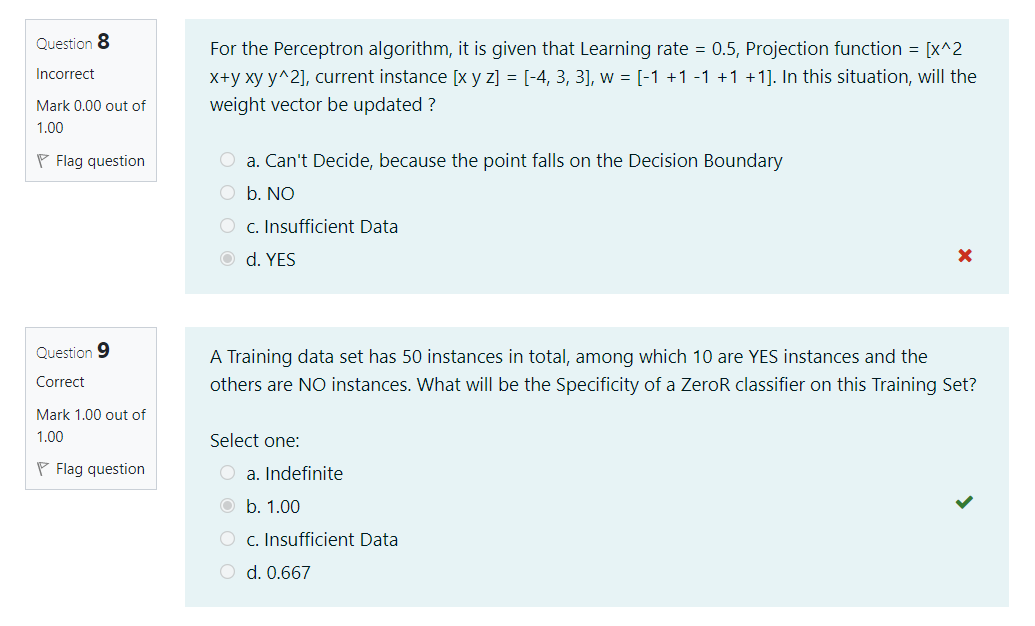 Question 8
Incorrect
Mark 0.00 out of
1.00
Flag question
For the Perceptron algorithm, it is given that Learning rate = 0.5, Projection function = [x^2
x+y xy y^2], current instance [x y z] = [-4, 3, 3], w = [-1 +1 -1 +1 +1]. In this situation, will the
weight vector be updated ?
a. Can't Decide, because the point falls on the Decision Boundary
b. NO
c. Insufficient Data
d. YES
Question 9
Correct
Mark 1.00 out of
1.00
Flag question
A Training data set has 50 instances in total, among which 10 are YES instances and the
others are NO instances. What will be the Specificity of a ZeroR classifier on this Training Set?
Select one:
a. Indefinite
b. 1.00
c. Insufficient Data
d. 0.667